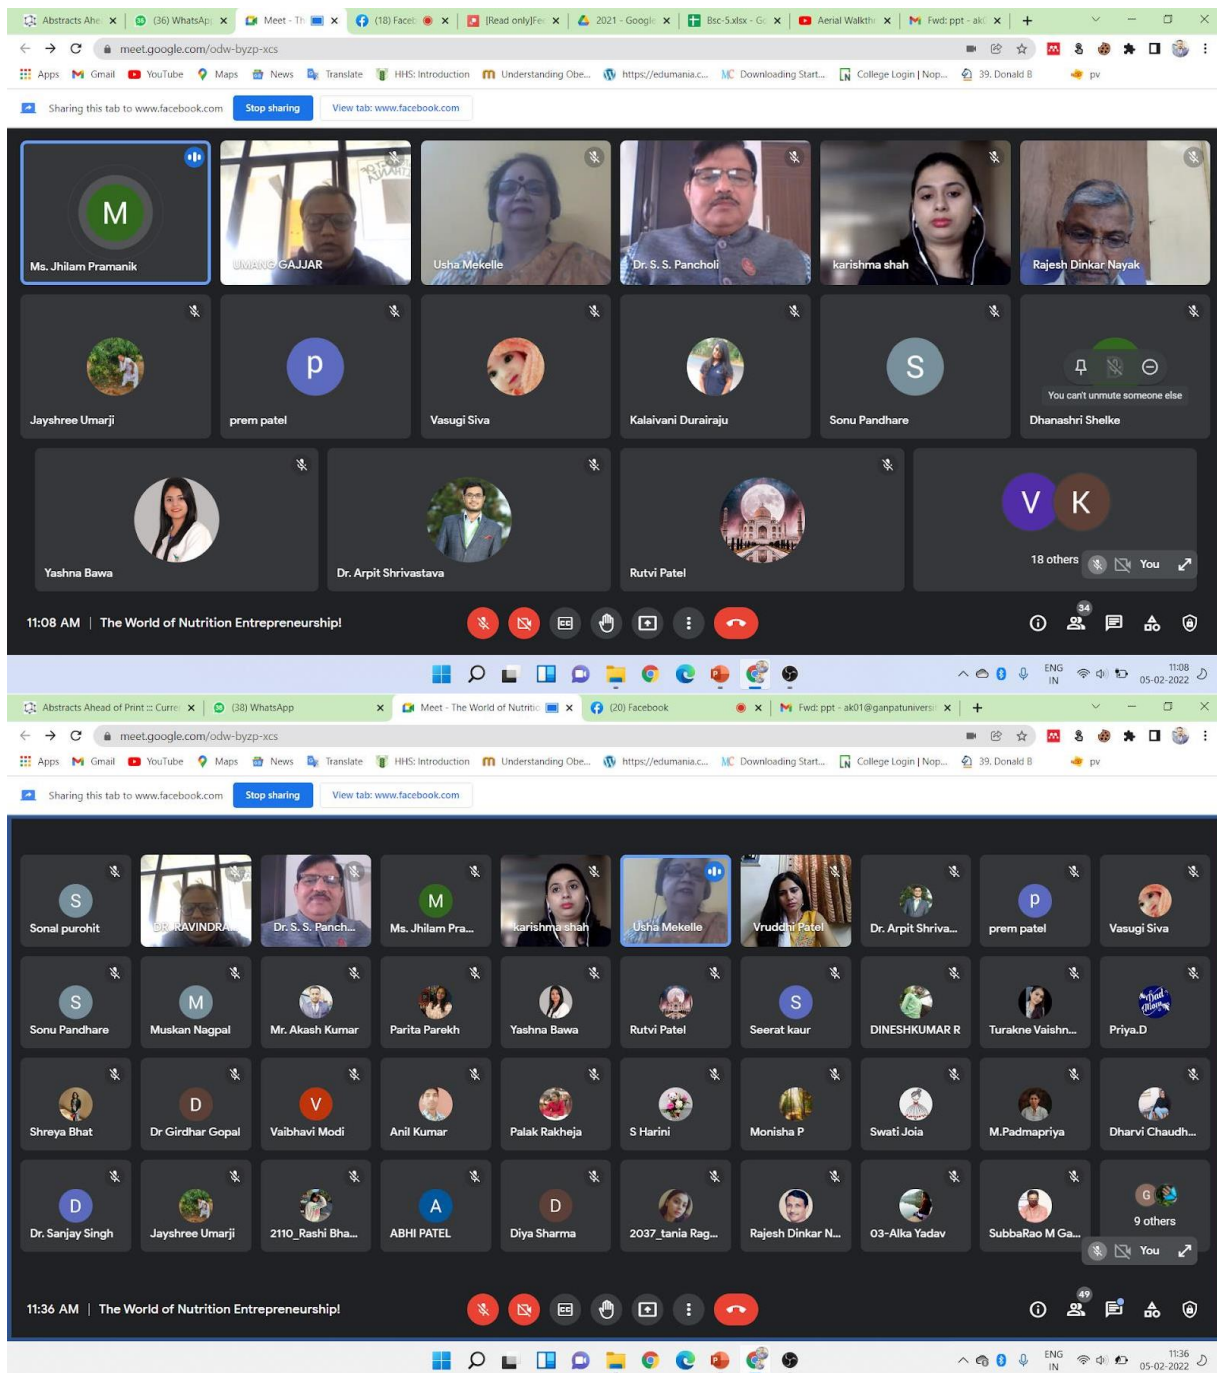 Abstracts Ahe
(36) WhatsAp
Meet - Th
(18) Faceb
[Read only]Fee
2021 - Google
Bsc-5.xlsx - Go
Aerial Walkth
Fwd: ppt - ak
meet.google.com/odw-byzp-xcs
Apps Gmail YouTube Maps News Translate HHS: Introduction Understanding Obe... https://edumania.c... Downloading Start... College Login | Nop... 39. Donald B pv
Sharing this tab to www.facebook.com Stop sharing View tab: www.facebook.com
M
Ms. Jhilam Pramanik
UMANG GAJJAR
Usha Mekelle
Dr. S. S. Pancholi
karishma shah
Rajesh Dinkar Nayak
p
S
You can't unmute someone else
Jayshree Umarji
prem patel
Vasugi Siva
Kalaivani Durairaju
Sonu Pandhare
Dhanashri Shelke
V K
18 others
You
Yashna Bawa
Dr. Arpit Shrivastava
Rutvi Patel
11:08 AM | The World of Nutrition Entrepreneurship!
34
ENG
IN
11:08
05-02-2022
Abstracts Ahead of Print ::: Curre
(38) WhatsApp
Meet - The World of Nutritio
(20) Facebook
Fwd: ppt - ak01@ganpatuniversi
meet.google.com/odw-byzp-xcs
Apps Gmail YouTube Maps News Translate HHS: Introduction Understanding Obe... https://edumania.c... Downloading Start... College Login | Nop... 39. Donald B pv
Sharing this tab to www.facebook.com Stop sharing View tab: www.facebook.com
S
M
p
Sonal purohit
DR. RAVINDRA
Dr. S. S. Panch...
Ms. Jhilam Pra...
karishma shah
Usha Mekelle
Vruddhi Patel
Dr. Arpit Shriva...
prem patel
Vasugi Siva
S
M
S
Sonu Pandhare
Muskan Nagpal
Mr. Akash Kumar
Parita Parekh
Yashna Bawa
Rutvi Patel
Seerat kaur
DINESHKUMAR R
Turakne Vaishn...
Priya.D
D
V
Shreya Bhat
Dr Girdhar Gopal
Vaibhavi Modi
Anil Kumar
Palak Rakheja
S Harini
Monisha P
Swati Joia
M.Padmapriya
Dharvi Chaudh...
D
A
D
G
Dr. Sanjay Singh
Jayshree Umarji
2110_Rashi Bha...
ABHI PATEL
Diya Sharma
2037_tania Rag...
Rajesh Dinkar N...
03-Alka Yadav
SubbaRao M Ga...
9 others
You
11:36 AM | The World of Nutrition Entrepreneurship!
49
ENG
IN
11:36
05-02-2022